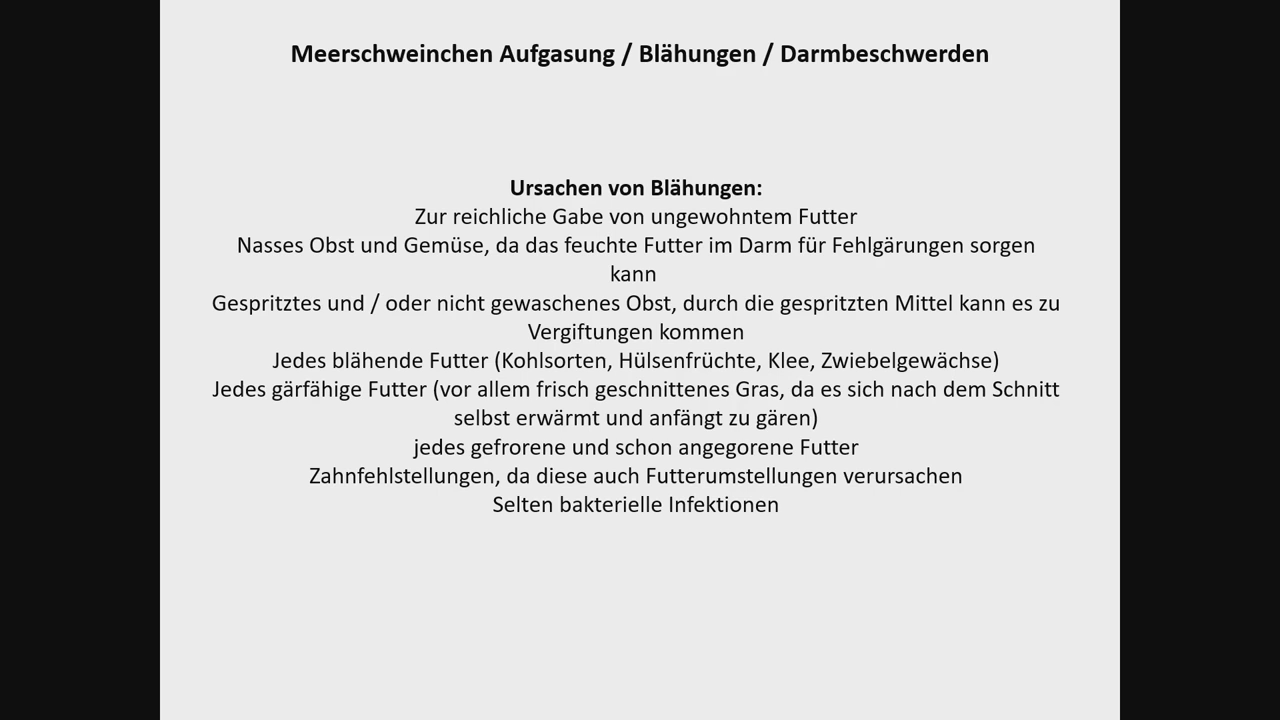 Meerschweinchen Aufgasung / Blähungen / Darmbeschwerden
Ursachen von Blähungen:
Zur reichliche Gabe von ungewohntem Futter
Nasses Obst und Gemüse, da das feuchte Futter im Darm für Fehlgärungen sorgen
kann
Gespritztes und / oder nicht gewaschenes Obst, durch die gespritzten Mittel kann es zu
Vergiftungen kommen
Jedes blähende Futter (Kohlsorten, Hülsenfrüchte, Klee, Zwiebelgewächse)
Jedes gärfähige Futter (vor allem frisch geschnittenes Gras, da es sich nach dem Schnitt
selbst erwärmt und anfängt zu gären)
jedes gefrorene und schon angegorene Futter
Zahnfehlstellungen, da diese auch Futterumstellungen verursachen
Selten bakterielle Infektionen